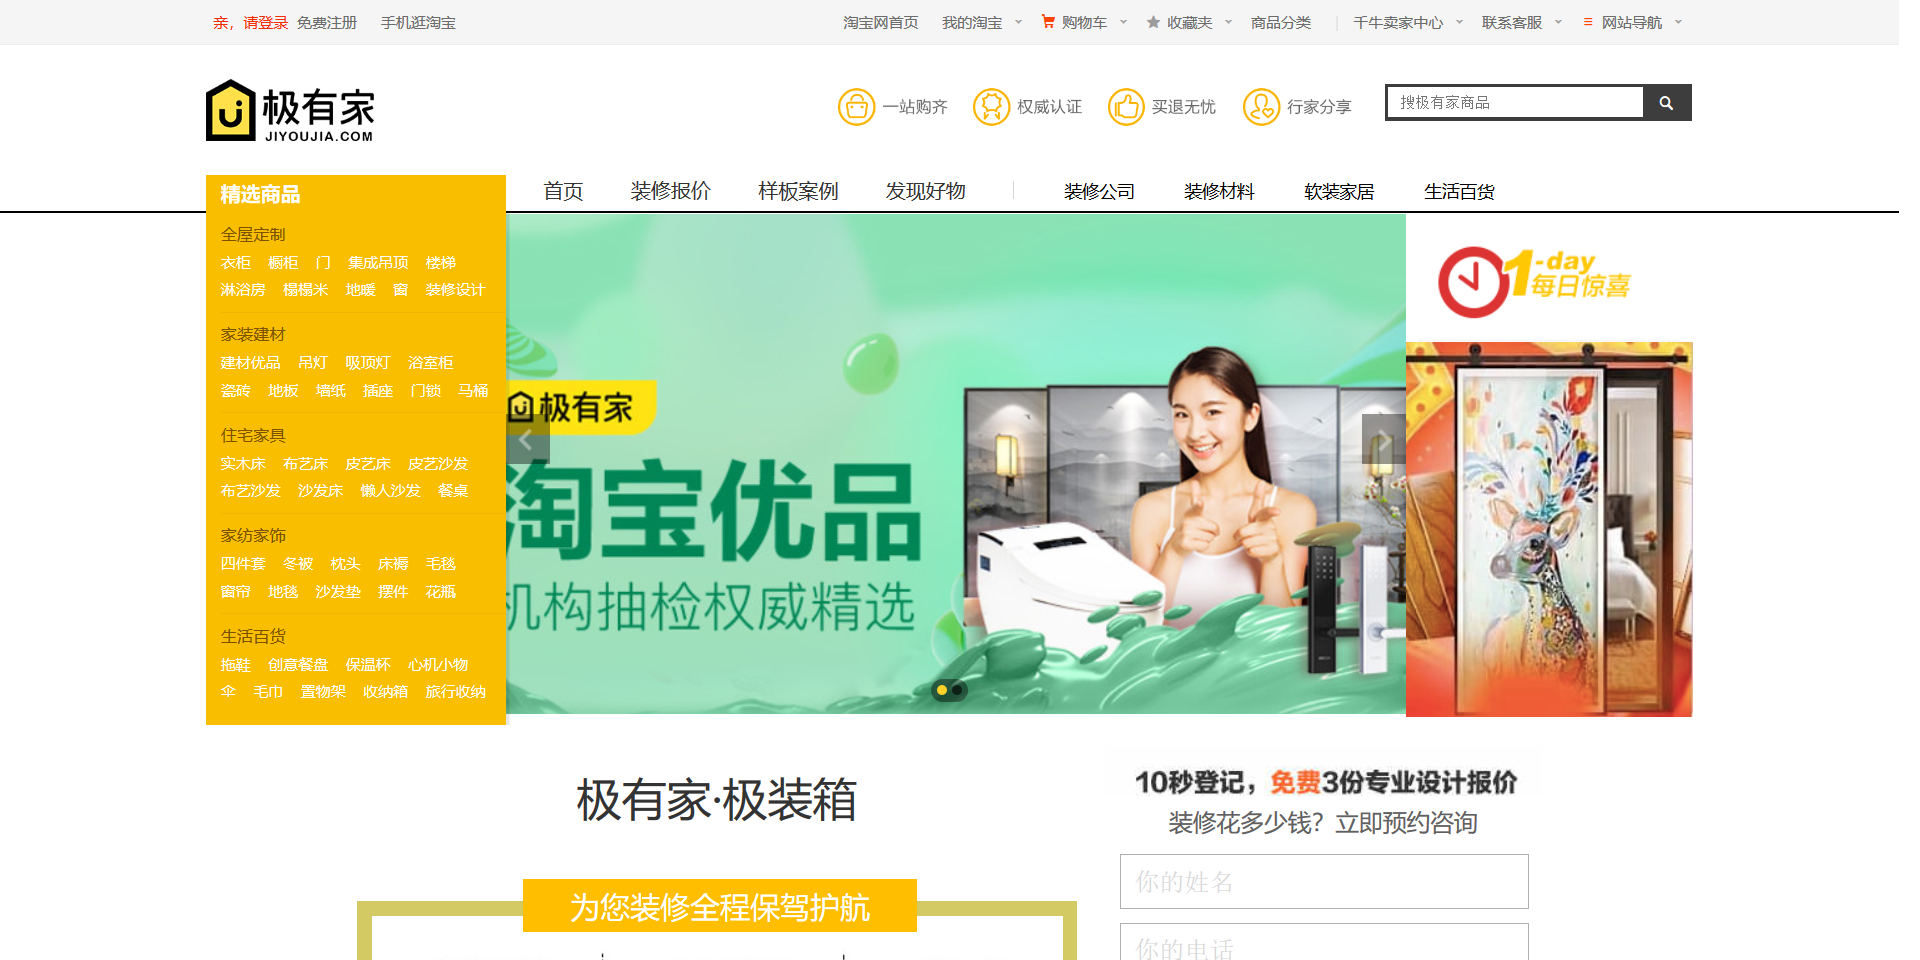 亲，请登录 免费注册 手机逛淘宝 淘宝网首页 我的淘宝 购物车 收藏夹 商品分类 千牛卖家中心 联系客服 网站导航
极有家
JIYOUJIA.COM
一站购齐 权威认证 买退无忧 行家分享 搜极有家商品
精选商品 首页 装修报价 样板案例 发现好物 装修公司 装修材料 软装家居 生活百货
全屋定制
衣柜 橱柜 门 集成吊顶 楼梯
淋浴房 榻榻米 地暖 窗 装修设计
家装建材
建材优品 吊灯 吸顶灯 浴室柜
瓷砖 地板 墙纸 插座 门锁 马桶
住宅家具
实木床 布艺床 皮艺床 皮艺沙发
布艺沙发 沙发床 懒人沙发 餐桌
家纺家饰
四件套 冬被 枕头 床褥 毛毯
窗帘 地毯 沙发垫 摆件 花瓶
生活百货
拖鞋 创意餐盘 保温杯 心机小物
伞 毛巾 置物架 收纳箱 旅行收纳
极有家
淘宝优品
机构抽检权威精选
1-day
每日惊喜
极有家·极装箱
为您装修全程保驾护航
10秒登记，免费3份专业设计报价
装修花多少钱？立即预约咨询
你的姓名
你的电话